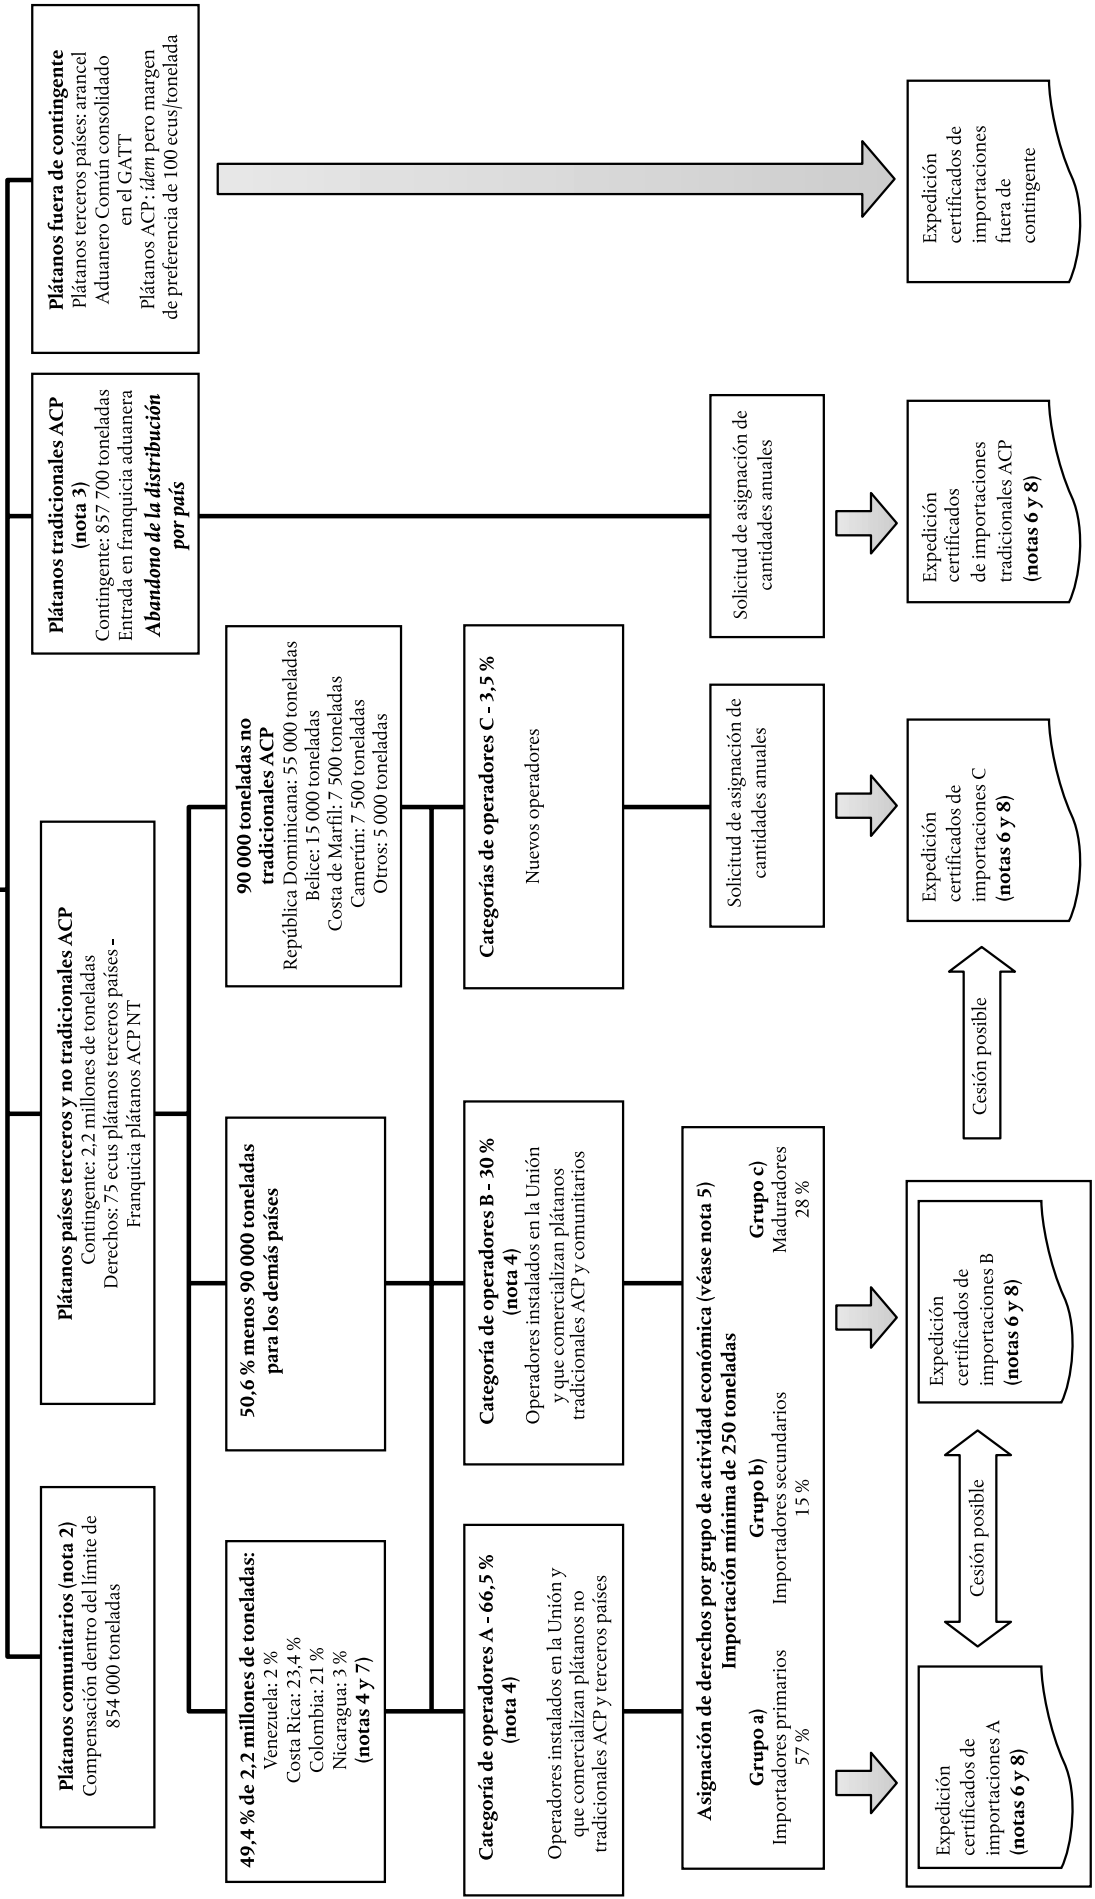 Plátanos comunitarios (nota 2)
Compensación dentro del límite de
854 000 toneladas
Plátanos países terceros y no tradicionales ACP
Contingente: 2,2 millones de toneladas
Derechos: 75 ecus plátanos terceros países -
Franquicia plátanos ACP NT
Plátanos tradicionales ACP
(nota 3)
Contingente: 857 700 toneladas
Entrada en franquicia aduanera
Abandono de la distribución
por país
Plátanos fuera de contingente
Plátanos terceros países: arancel
Aduanero Común consolidado
en el GATT
Plátanos ACP: ídem pero margen
de preferencia de 100 ecus/tonelada
49,4 % de 2,2 millones de toneladas:
Venezuela: 2 %
Costa Rica: 23,4 %
Colombia: 21 %
Nicaragua: 3 %
(notas 4 y 7)
50,6 % menos 90 000 toneladas
para los demás países
90 000 toneladas no
tradicionales ACP
República Dominicana: 55 000 toneladas
Belice: 15 000 toneladas
Costa de Marfil: 7 500 toneladas
Camerún: 7 500 toneladas
Otros: 5 000 toneladas
Categoría de operadores A - 66,5 %
(nota 4)
Operadores instalados en la Unión y
que comercializan plátanos no
tradicionales ACP y terceros países
Categoría de operadores B - 30 %
(nota 4)
Operadores instalados en la Unión
y que comercializan plátanos
tradicionales ACP y comunitarios
Categorías de operadores C - 3,5 %
Nuevos operadores
Asignación de derechos por grupo de actividad económica (véase nota 5)
Importación mínima de 250 toneladas
Grupo a)
Importadores primarios
57 %
Grupo b)
Importadores secundarios
15 %
Grupo c)
Maduradores
28 %
Solicitud de asignación de
cantidades anuales
Solicitud de asignación de
cantidades anuales
Expedición
certificados de
importaciones A
(notas 6 y 8)
Cesión posible
Expedición
certificados de
importaciones B
(notas 6 y 8)
Cesión posible
Expedición
certificados de
importaciones C
(notas 6 y 8)
Expedición
certificados
de importaciones
tradicionales ACP
(notas 6 y 8)
Expedición
certificados de
importaciones
fuera de
contingente